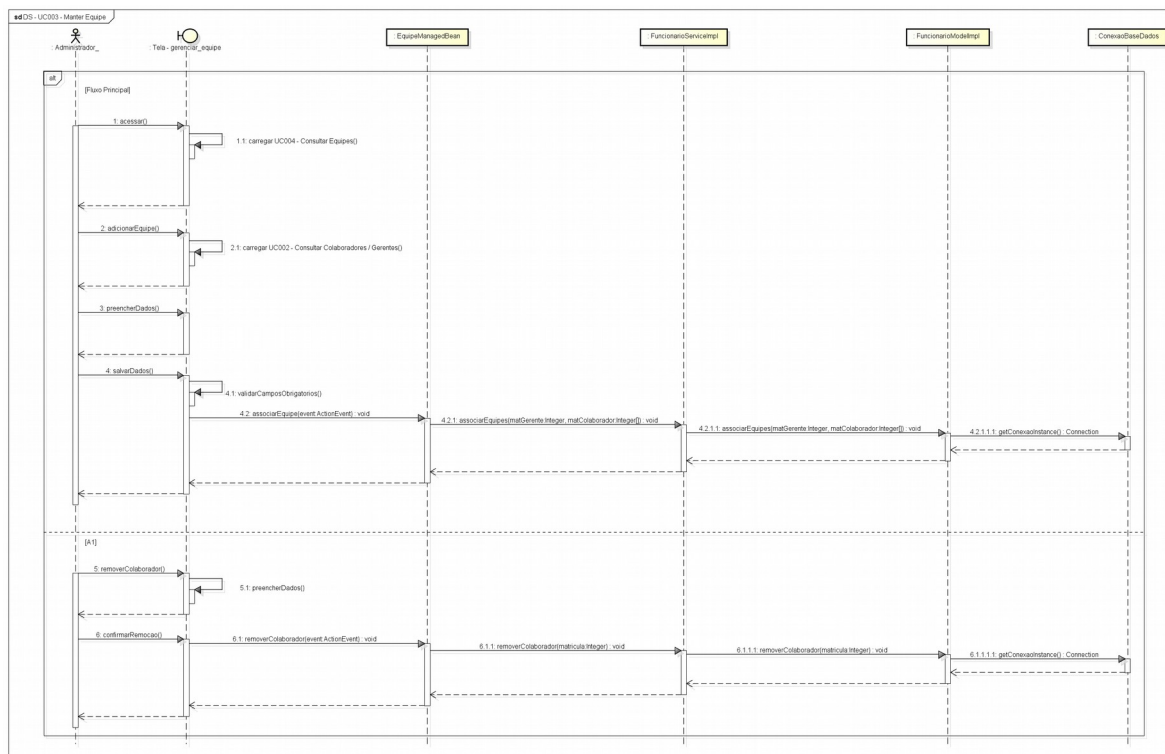 sd DS - UC003 - Manter Equipe
: Administrador_
: Tela - gerenciar_equipe
: EquipeManagedBean
: FuncionarioServiceImpl
: FuncionarioModelImpl
: ConexaoBaseDados
alt
[Fluxo Principal]
1: acessar()
1.1: carregar UC004 - Consultar Equipes()
2: adicionarEquipe()
2.1: carregar UC002 - Consultar Colaboradores / Gerentes()
3: preencherDados()
4: salvarDados()
4.1: validarCamposObrigatorios()
4.2: associarEquipe(event:ActionEvent) : void
4.2.1: associarEquipes(matGerente:Integer, matColaborador:Integer[]) : void
4.2.1.1: associarEquipes(matGerente:Integer, matColaborador:Integer[]) : void
4.2.1.1.1: getConexaoInstance() : Connection
[A1]
5: removerColaborador()
5.1: preencherDados()
6: confirmarRemocao()
6.1: removerColaborador(event:ActionEvent) : void
6.1.1: removerColaborador(matricula:Integer) : void
6.1.1.1: removerColaborador(matricula:Integer) : void
6.1.1.1.1: getConexaoInstance() : Connection